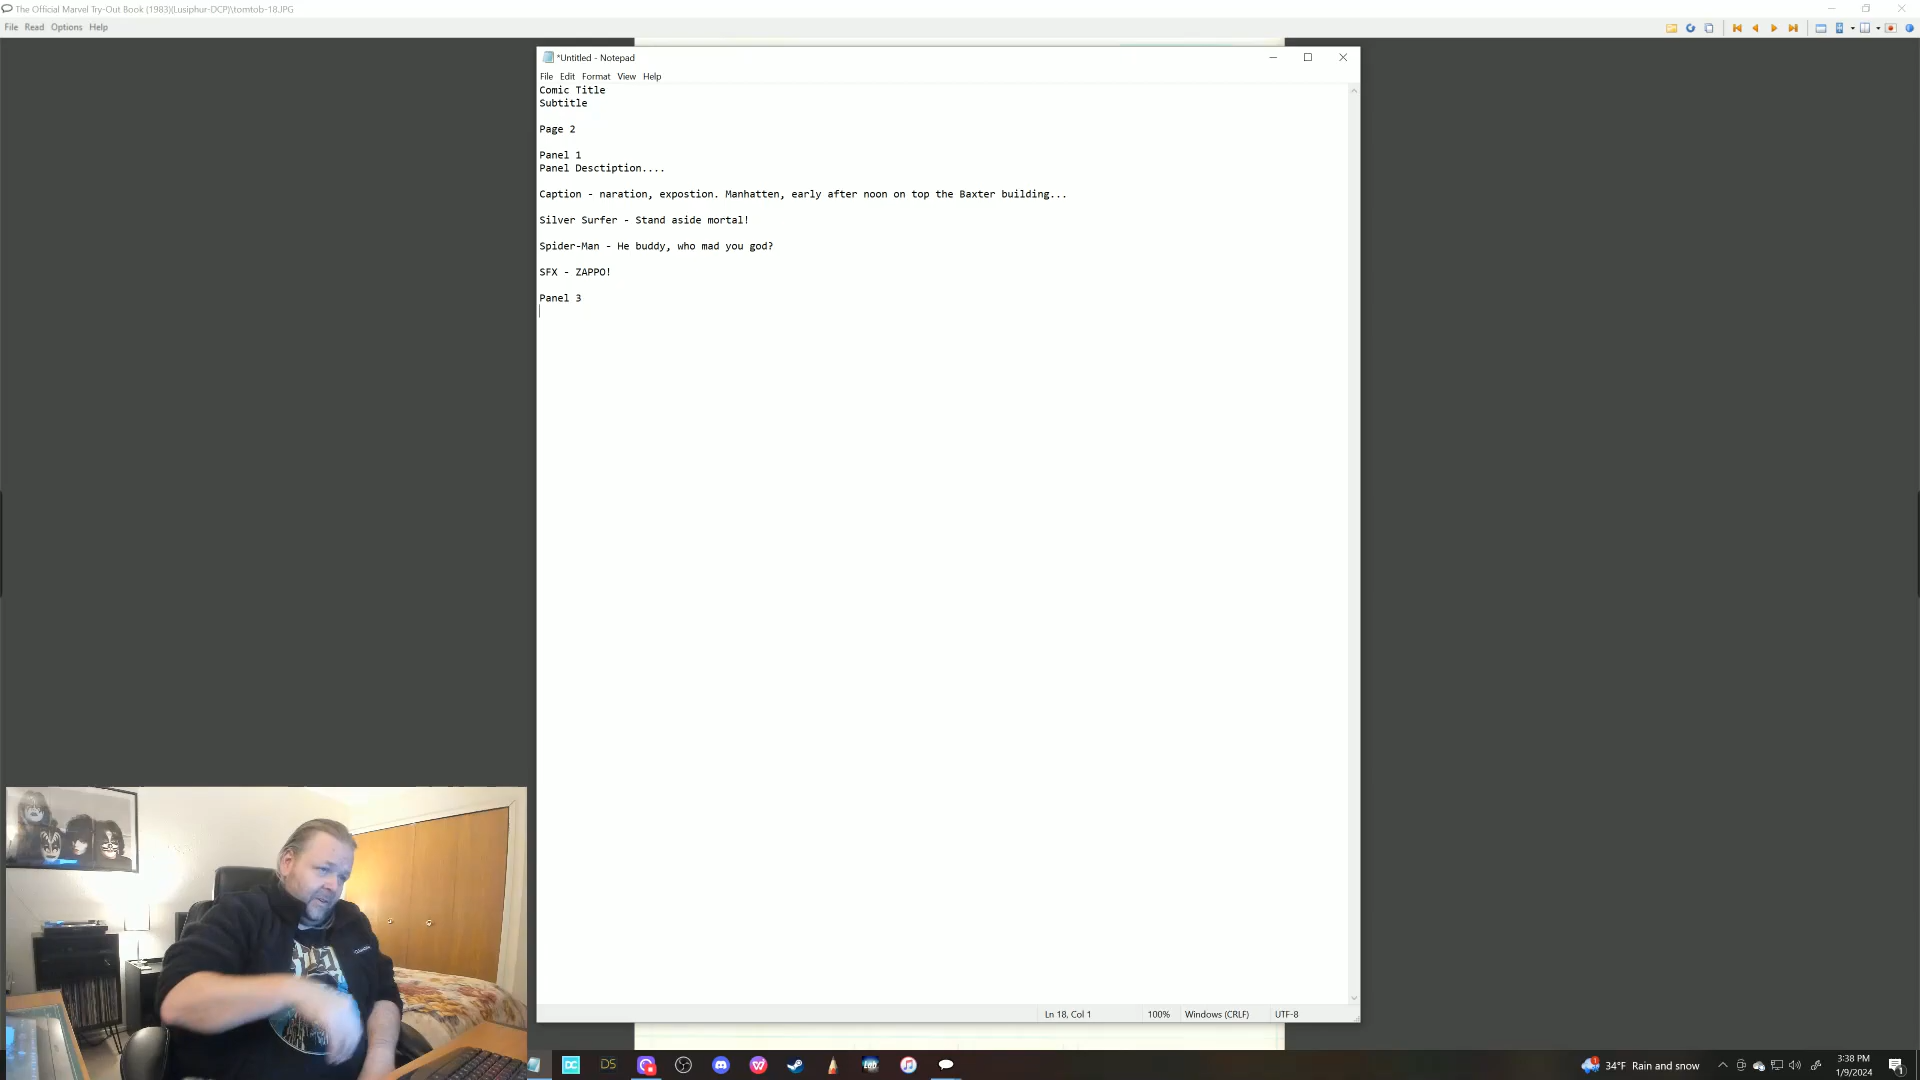 The Official Marvel Try-Out Book (1983)(Lusiphur-DCP)\tomtob-18.JPG
File Read Options Help
*Untitled - Notepad
File Edit Format View Help
Comic Title
Subtitle
Page 2
Panel 1
Panel Desctiption....
Caption - naration, expostion. Manhatten, early after noon on top the Baxter building...
Silver Surfer - Stand aside mortal!
Spider-Man - He buddy, who mad you god?
SFX - ZAPPO!
Panel 3
Ln 18, Col 1 100% Windows (CRLF) UTF-8
DC DS Lab 34°F Rain and snow 3:38 PM
1/9/2024